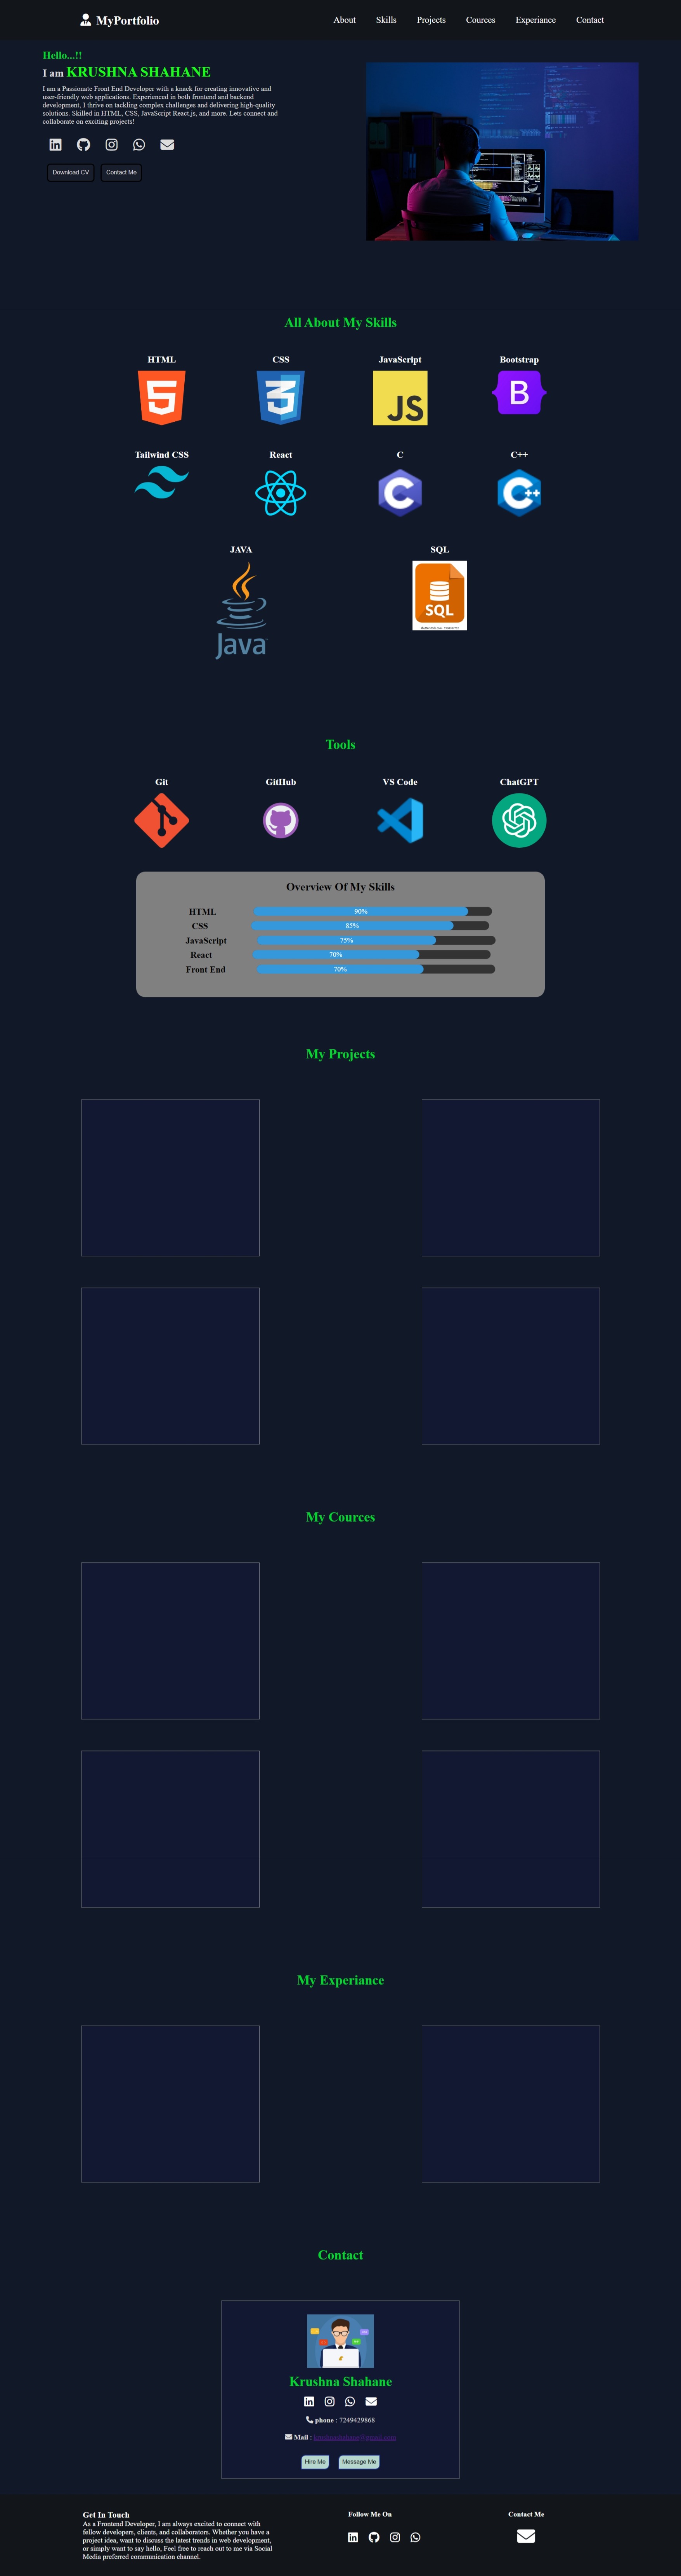 MyPortfolio
About Skills Projects Cources Experiance Contact
Hello...!!
I am KRUSHNA SHAHANE
I am a Passionate Front End Developer with a knack for creating innovative and
user-friendly web applications. Experienced in both frontend and backend
development, I thrive on tackling complex challenges and delivering high-quality
solutions. Skilled in HTML, CSS, JavaScript React.js, and more. Lets connect and
collaborate on exciting projects!
Download CV Contact Me
All About My Skills
HTML CSS JavaScript Bootstrap
JS B
Tailwind CSS React C C++
C C++
JAVA SQL
SQL
Java
Tools
Git GitHub VS Code ChatGPT
Overview Of My Skills
HTML 90%
CSS 85%
JavaScript 75%
React 70%
Front End 70%
My Projects
My Cources
My Experiance
Contact
Krushna Shahane
phone : 7249429868
Mail :
Hire Me Message Me
Get In Touch
As a Frontend Developer, I am always excited to connect with
fellow developers, clients, and collaborators. Whether you have a
project idea, want to discuss the latest trends in web development,
or simply want to say hello, Feel free to reach out to me via Social
Media preferred communication channel.
Follow Me On
Contact Me